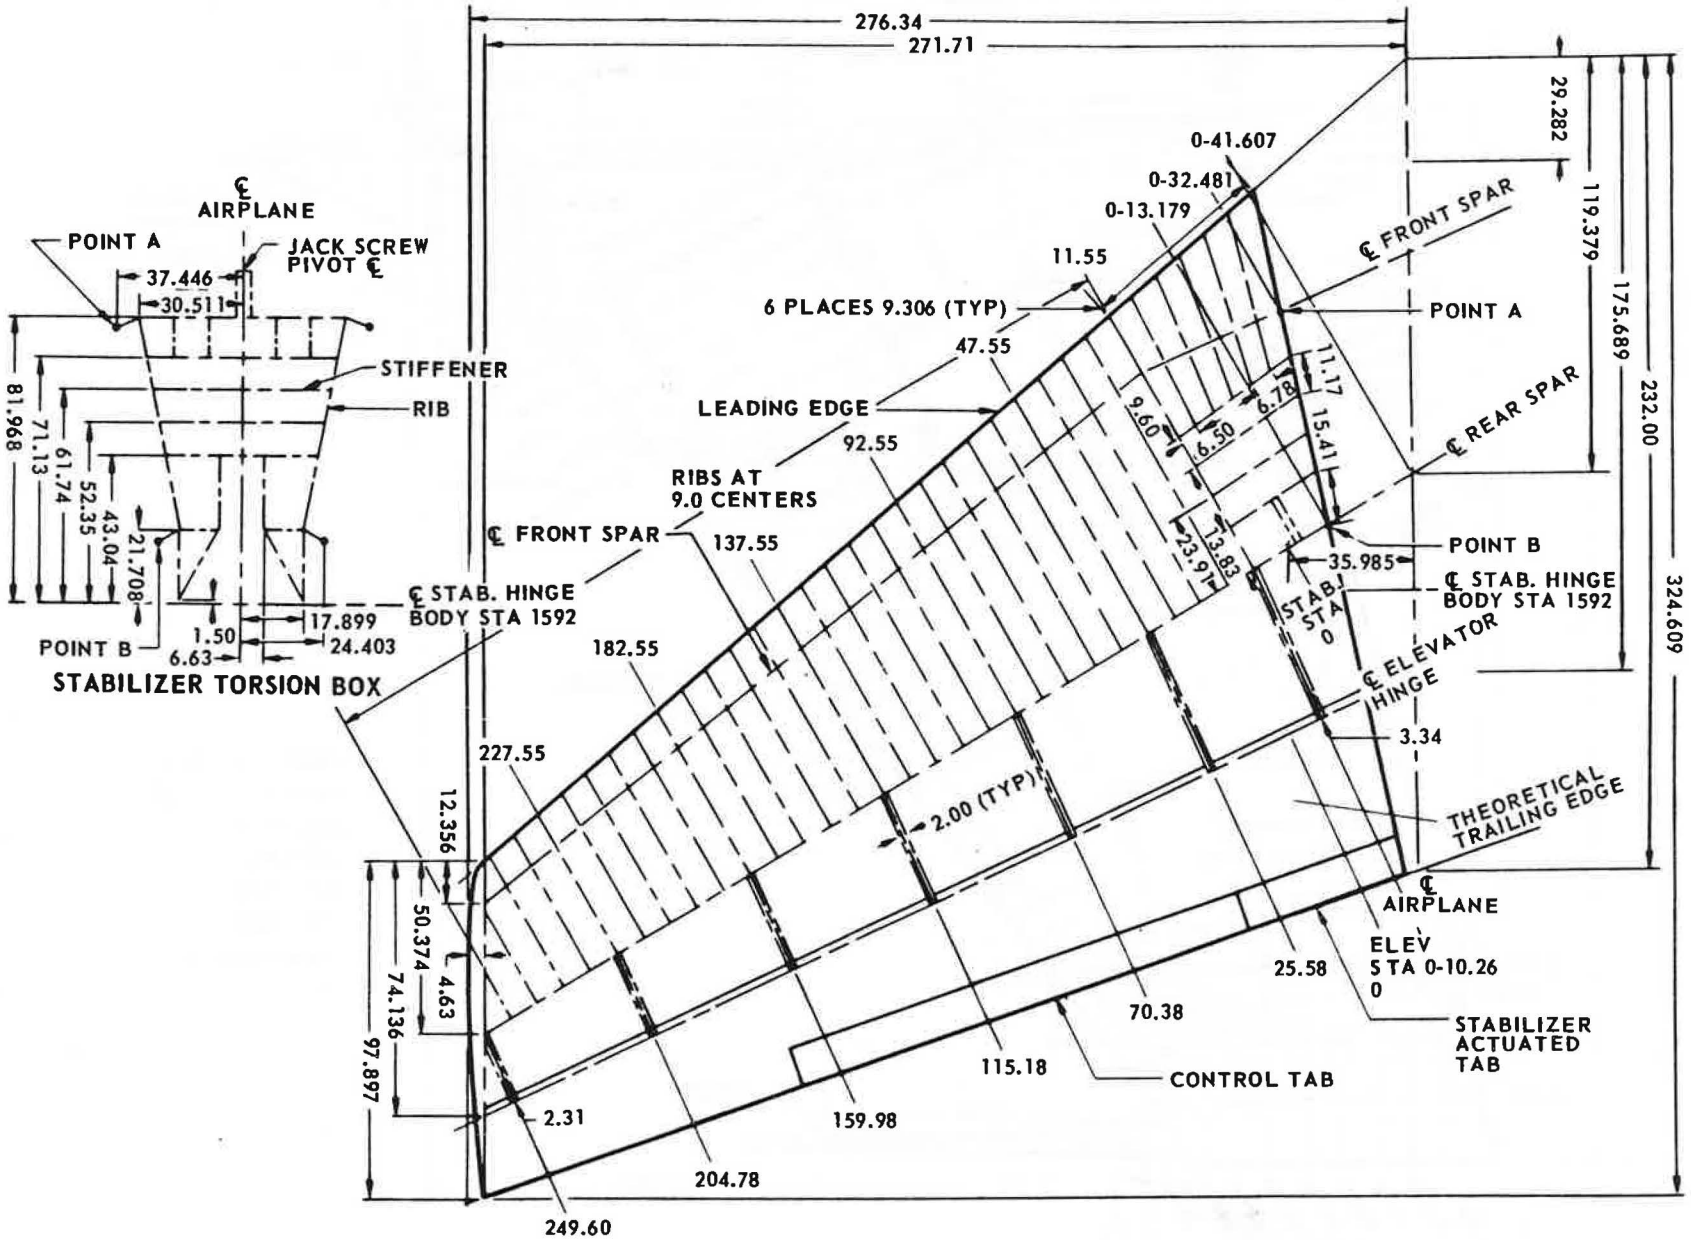 276.34
271.71
29.282
119.379
175.689
232.00
324.609
0-41.607
0-32.481
0-13.179
11.55
6 PLACES 9.306 (TYP)
47.55
℄ FRONT SPAR
POINT A
11.17
6.78
15.41
9.60
6.50
℄ REAR SPAR
LEADING EDGE
92.55
RIBS AT
9.0 CENTERS
℄ FRONT SPAR
137.55
23.91
13.83
POINT B
35.985
℄ STAB. HINGE
BODY STA 1592
STAB.
STA
0
182.55
℄ ELEVATOR
HINGE
3.34
227.55
2.00 (TYP)
THEORETICAL
TRAILING EDGE
12.356
50.374
4.63
74.136
97.897
℄
AIRPLANE
ELEV
STA 0-10.26
0
25.58
70.38
115.18
159.98
204.78
249.60
2.31
STABILIZER
ACTUATED
TAB
CONTROL TAB
℄
AIRPLANE
POINT A
JACK SCREW
PIVOT ℄
37.446
30.511
STIFFENER
RIB
81.968
71.13
61.74
52.35
43.04
21.708
℄ STAB. HINGE
BODY STA 1592
17.899
1.50
24.403
POINT B
6.63
STABILIZER TORSION BOX